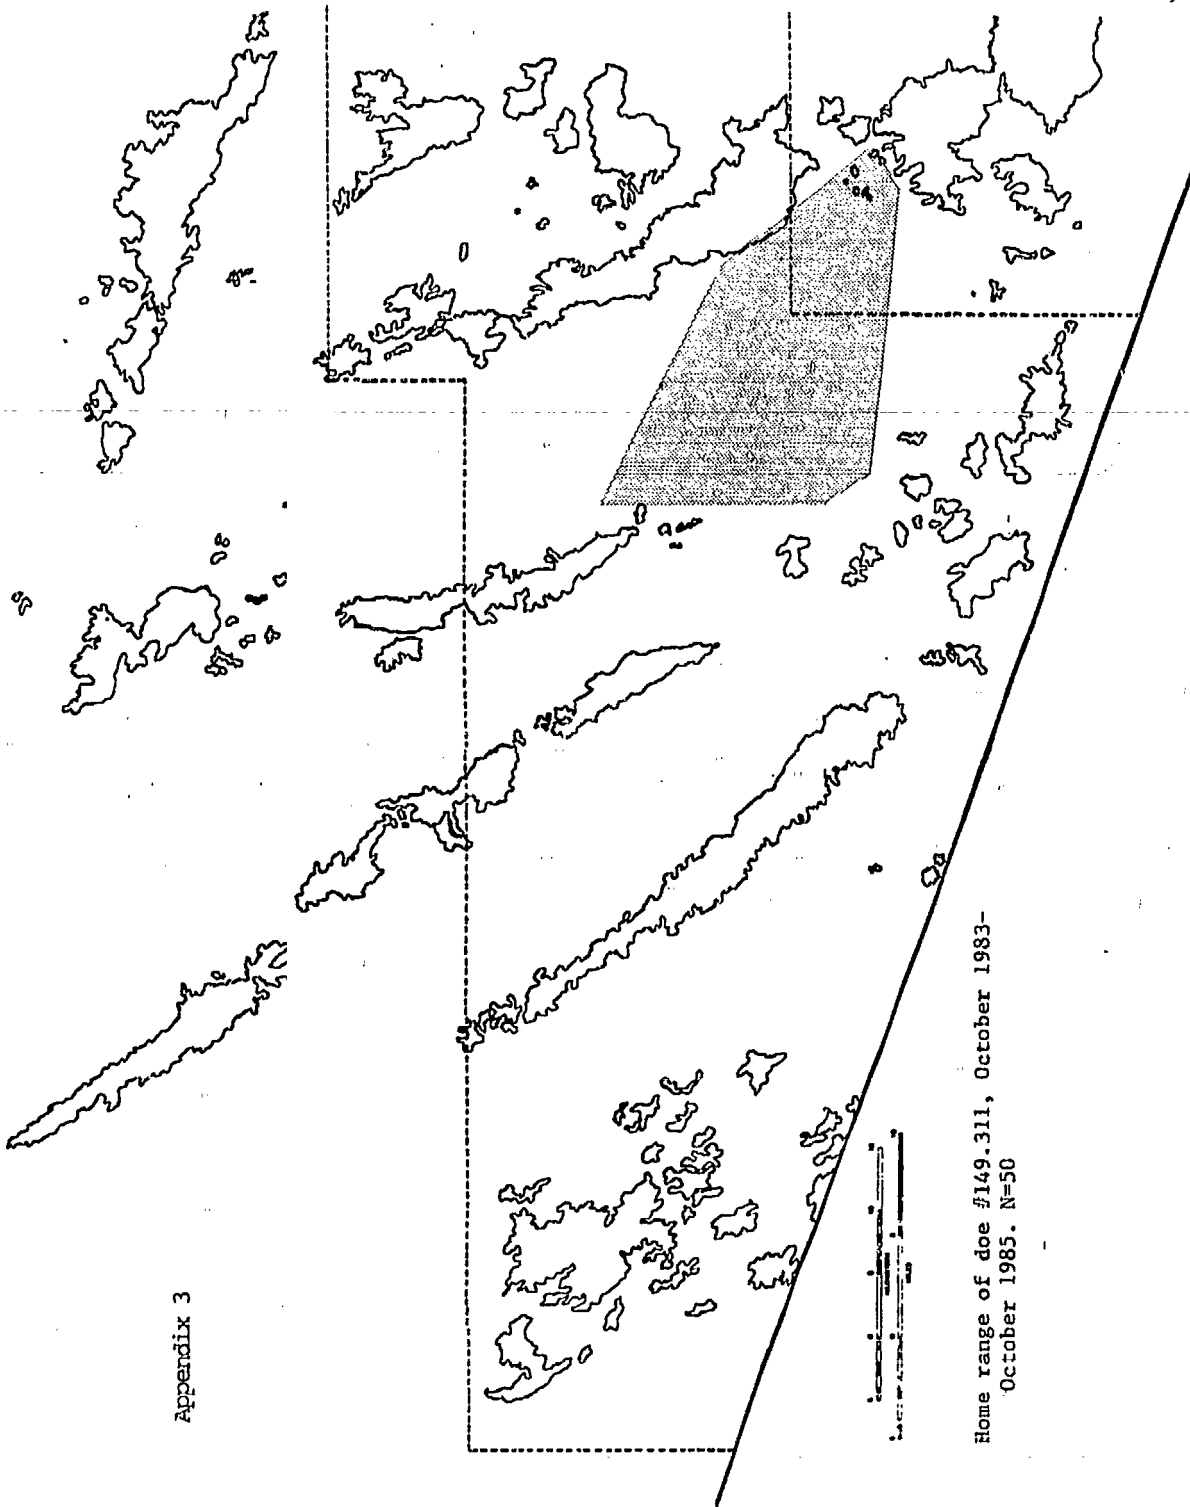 Appendix 3
Home range of doe #149.311, October 1983-
October 1985. N=50